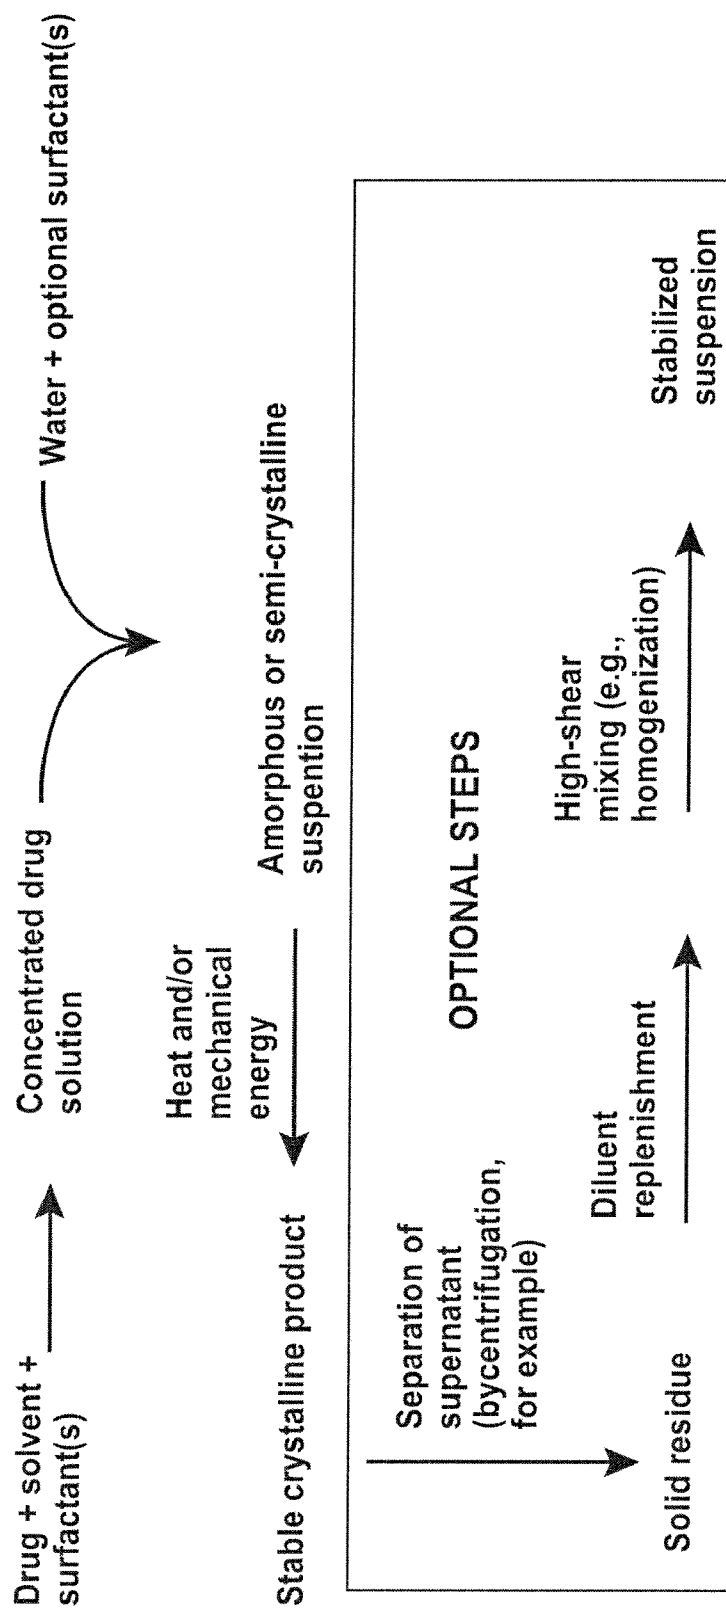 Drug + solvent +
surfactant(s)
Concentrated drug
solution
Water + optional surfactant(s)
Amorphous or semi-crystalline
suspention
Heat and/or
mechanical
energy
Stable crystalline product
OPTIONAL STEPS
Separation of
supernatant
(bycentrifugation,
for example)
Solid residue
Diluent
replenishment
High-shear
mixing (e.g.,
homogenization)
Stabilized
suspension